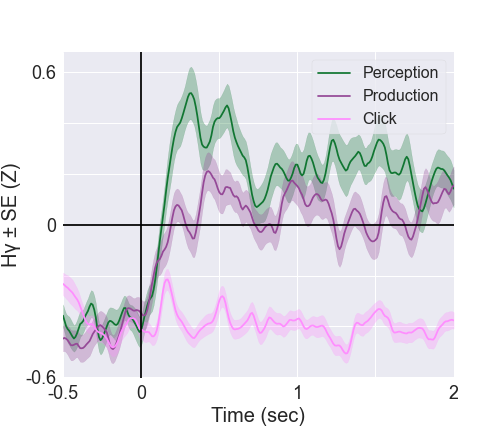 Hγ ± SE (Z)
0.6
0
-0.6
-0.5
0
1
2
Time (sec)
Perception
Production
Click